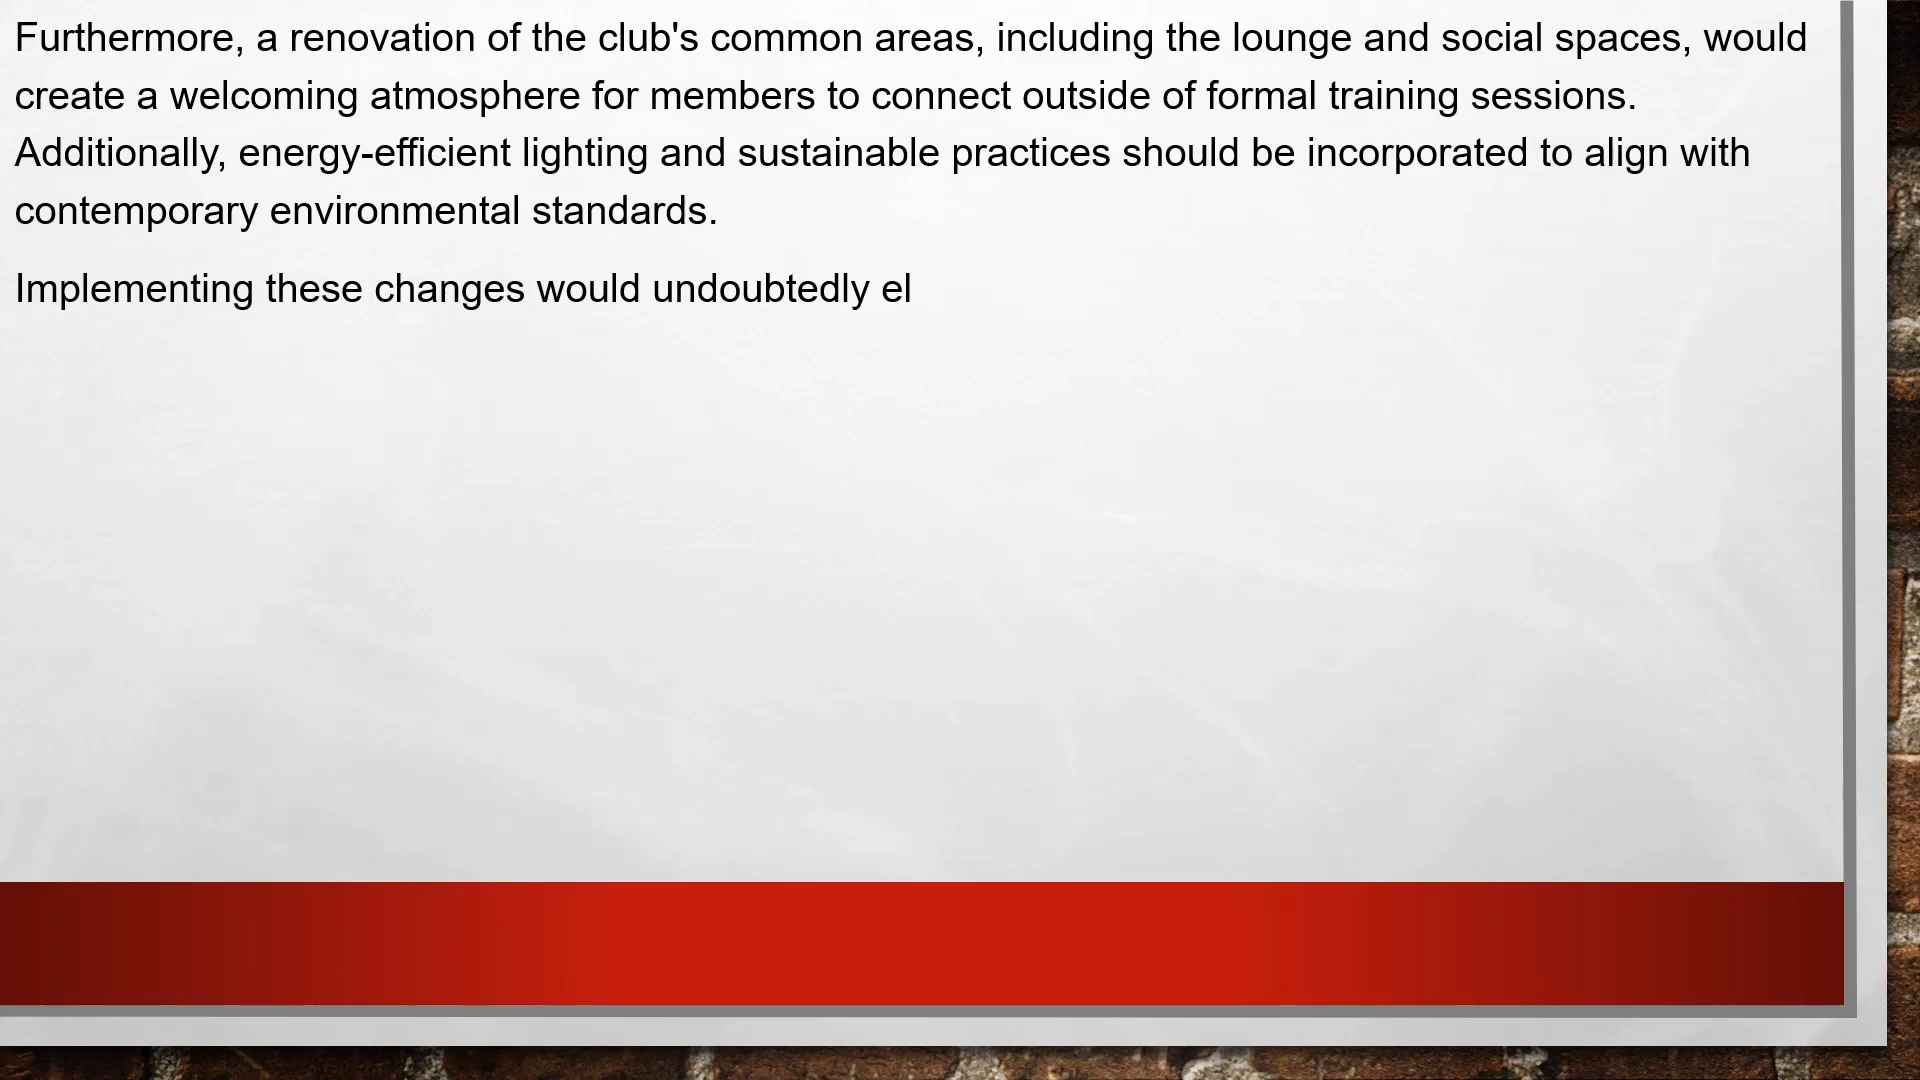 Furthermore, a renovation of the club's common areas, including the lounge and social spaces, would
create a welcoming atmosphere for members to connect outside of formal training sessions.
Additionally, energy-efficient lighting and sustainable practices should be incorporated to align with
contemporary environmental standards.
Implementing these changes would undoubtedly el